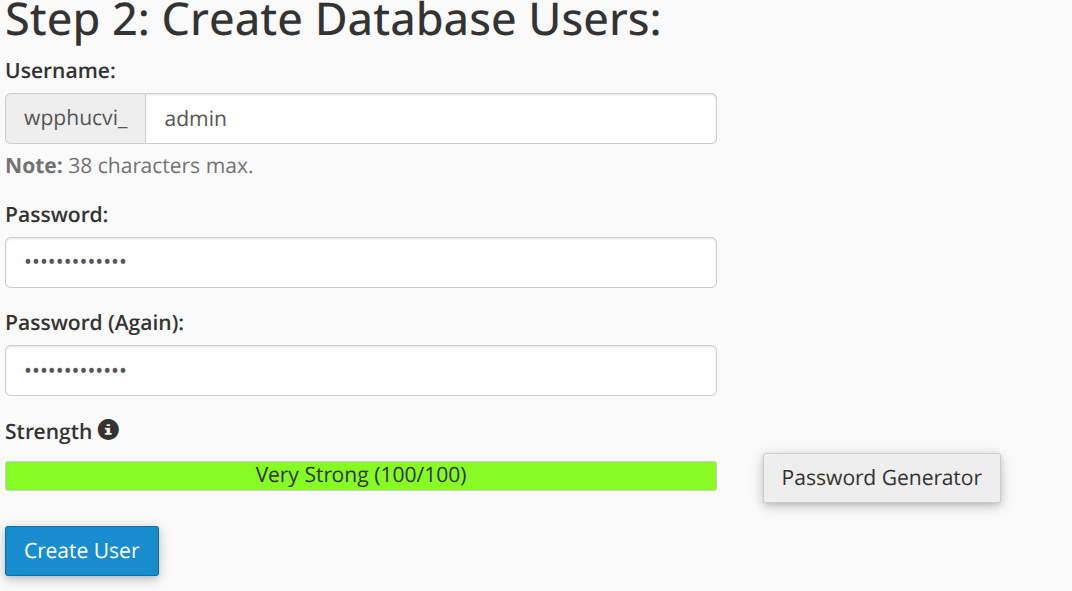 Step 2: Create Database Users:
Username:
wpphucvi_ admin
Note: 38 characters max.
Password:
•••••••••••••
Password (Again):
•••••••••••••
Strength
Very Strong (100/100) Password Generator
Create User